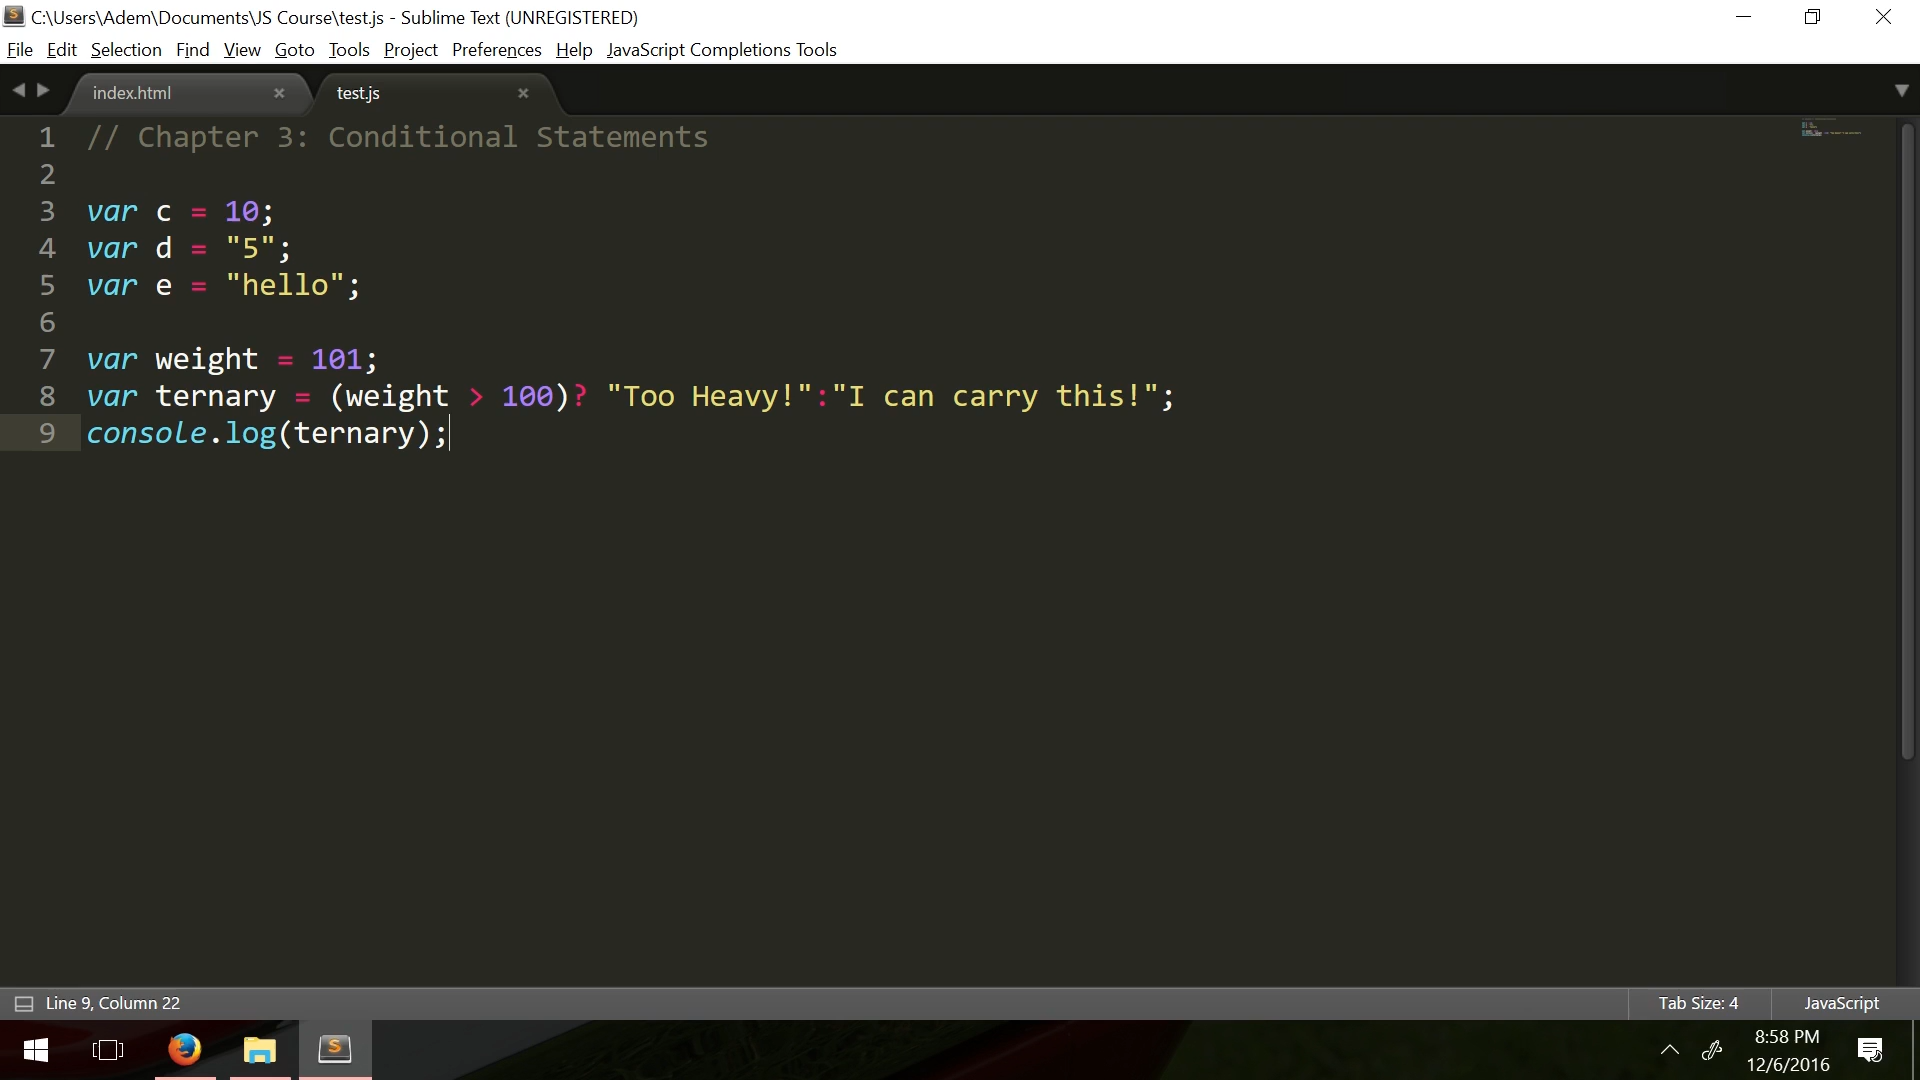 C:\Users\Adem\Documents\JS Course\test.js - Sublime Text (UNREGISTERED)
File Edit Selection Find View Goto Tools Project Preferences Help JavaScript Completions Tools
index.html × test.js ×
1 // Chapter 3: Conditional Statements
2
3 var c = 10;
4 var d = "5";
5 var e = "hello";
6
7 var weight = 101;
8 var ternary = (weight > 100)? "Too Heavy!":"I can carry this!";
9 console.log(ternary);
Line 9, Column 22 Tab Size: 4 JavaScript
8:58 PM
12/6/2016